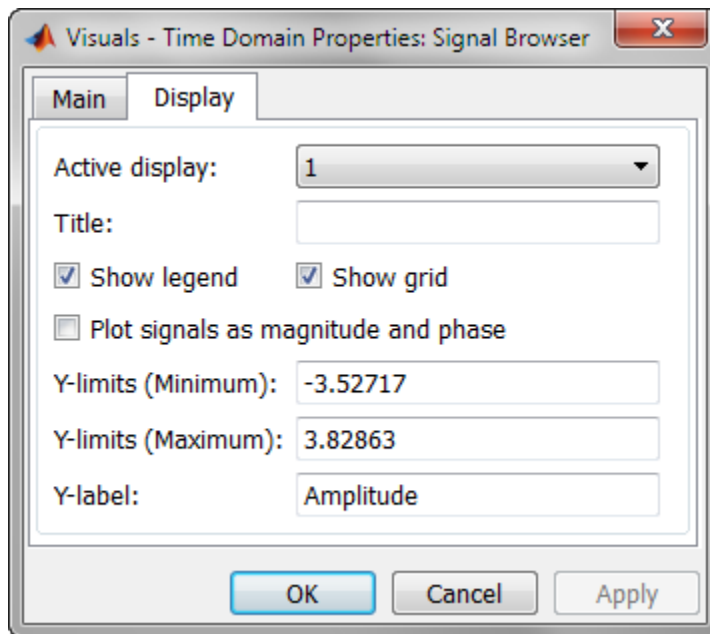 Visuals - Time Domain Properties: Signal Browser
Main Display
Active display: 1
Title:
Show legend Show grid
Plot signals as magnitude and phase
Y-limits (Minimum): -3.52717
Y-limits (Maximum): 3.82863
Y-label: Amplitude
OK Cancel Apply